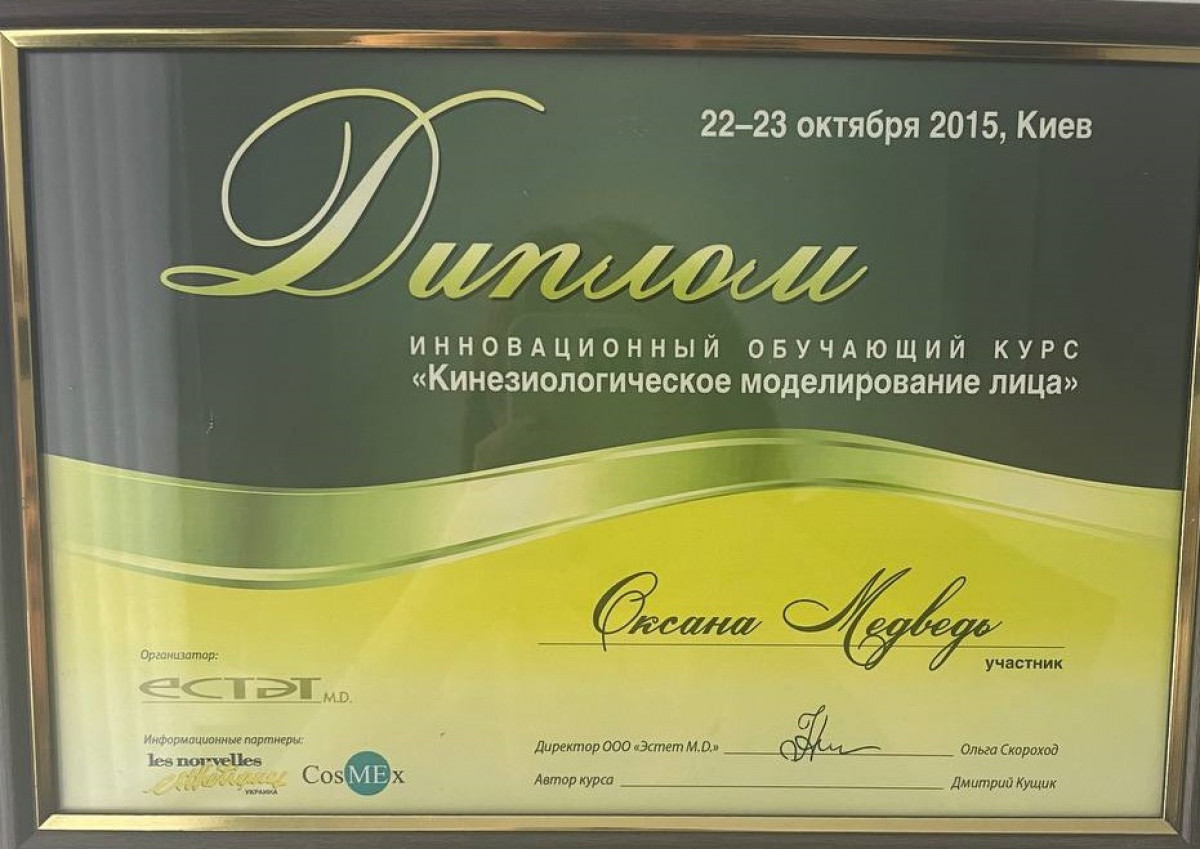 22–23 октября 2015, Киев
Диплом
ИННОВАЦИОННЫЙ ОБУЧАЮЩИЙ КУРС
«Кинезиологическое моделирование лица»
Оксана Медведь
участник
Организатор:
естэт M.D.
Информационные партнеры:
les nouvelles
esthétiques
УКРАИНА
CosMEx
Директор ООО «Эстет M.D.» Ольга Скороход
Автор курса Дмитрий Кущик